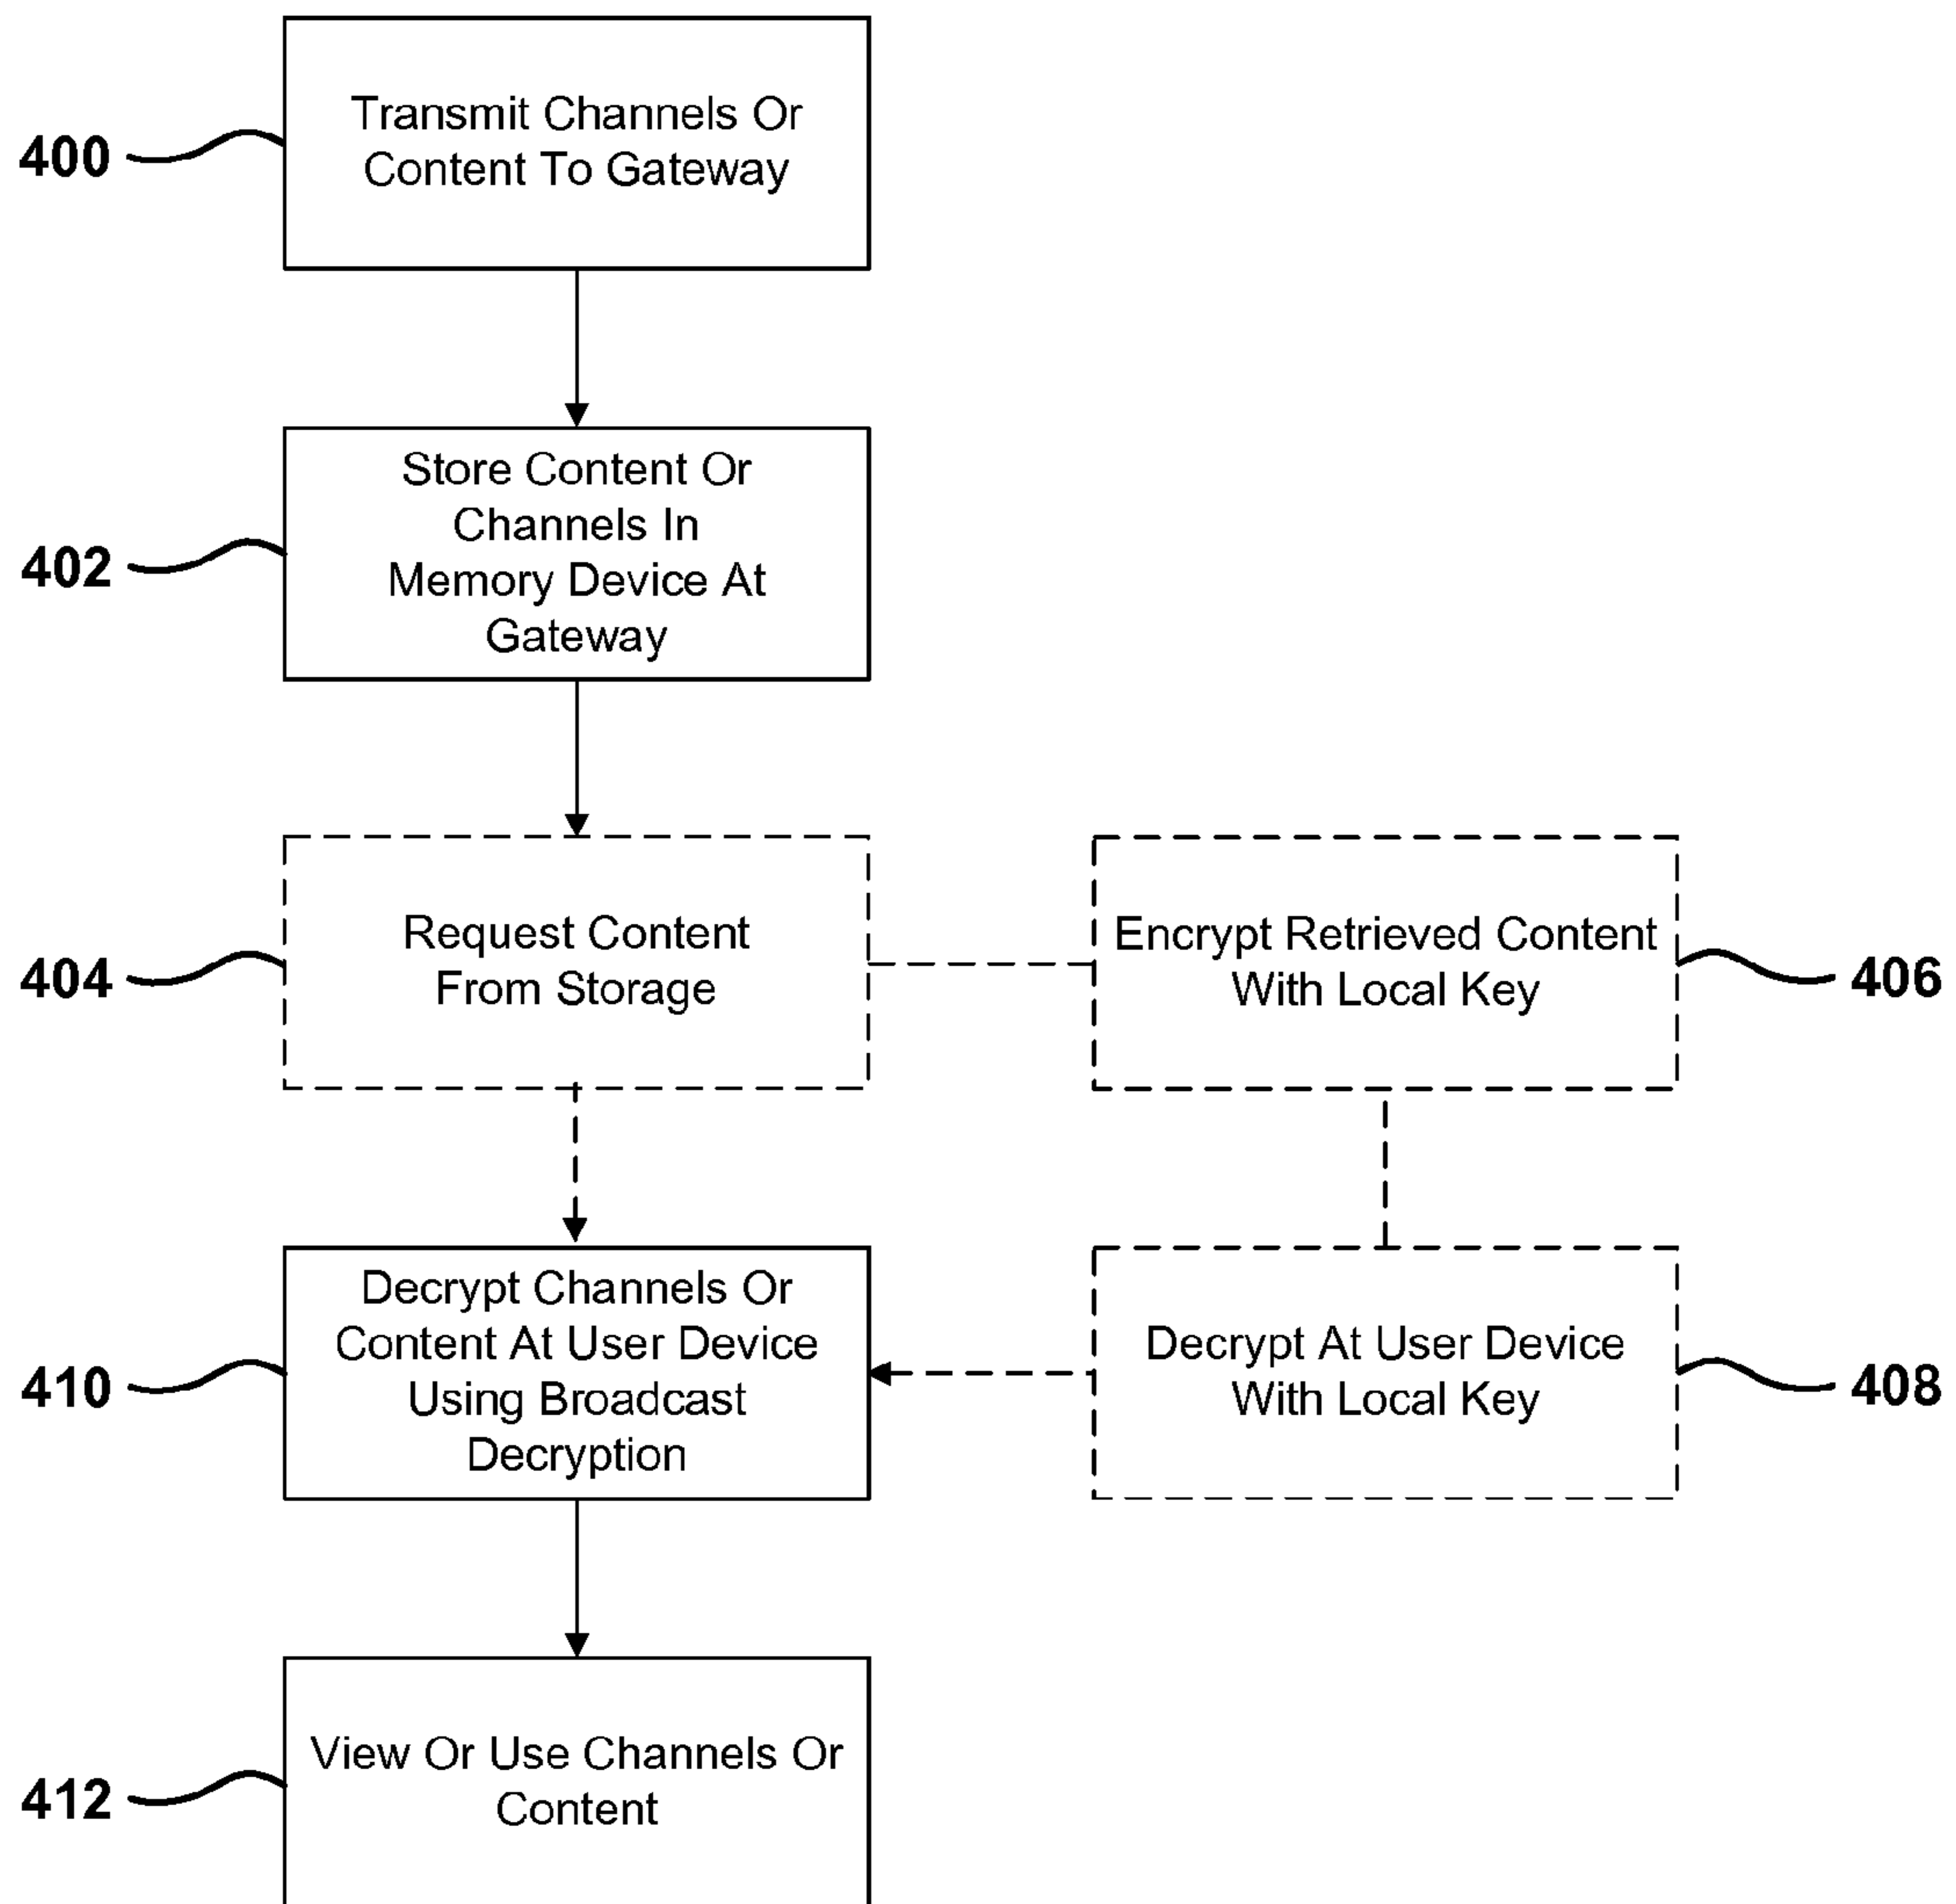 400
Transmit Channels Or
Content To Gateway
402
Store Content Or
Channels In
Memory Device At
Gateway
404
Request Content
From Storage
Encrypt Retrieved Content
With Local Key
406
410
Decrypt Channels Or
Content At User Device
Using Broadcast
Decryption
Decrypt At User Device
With Local Key
408
412
View Or Use Channels Or
Content